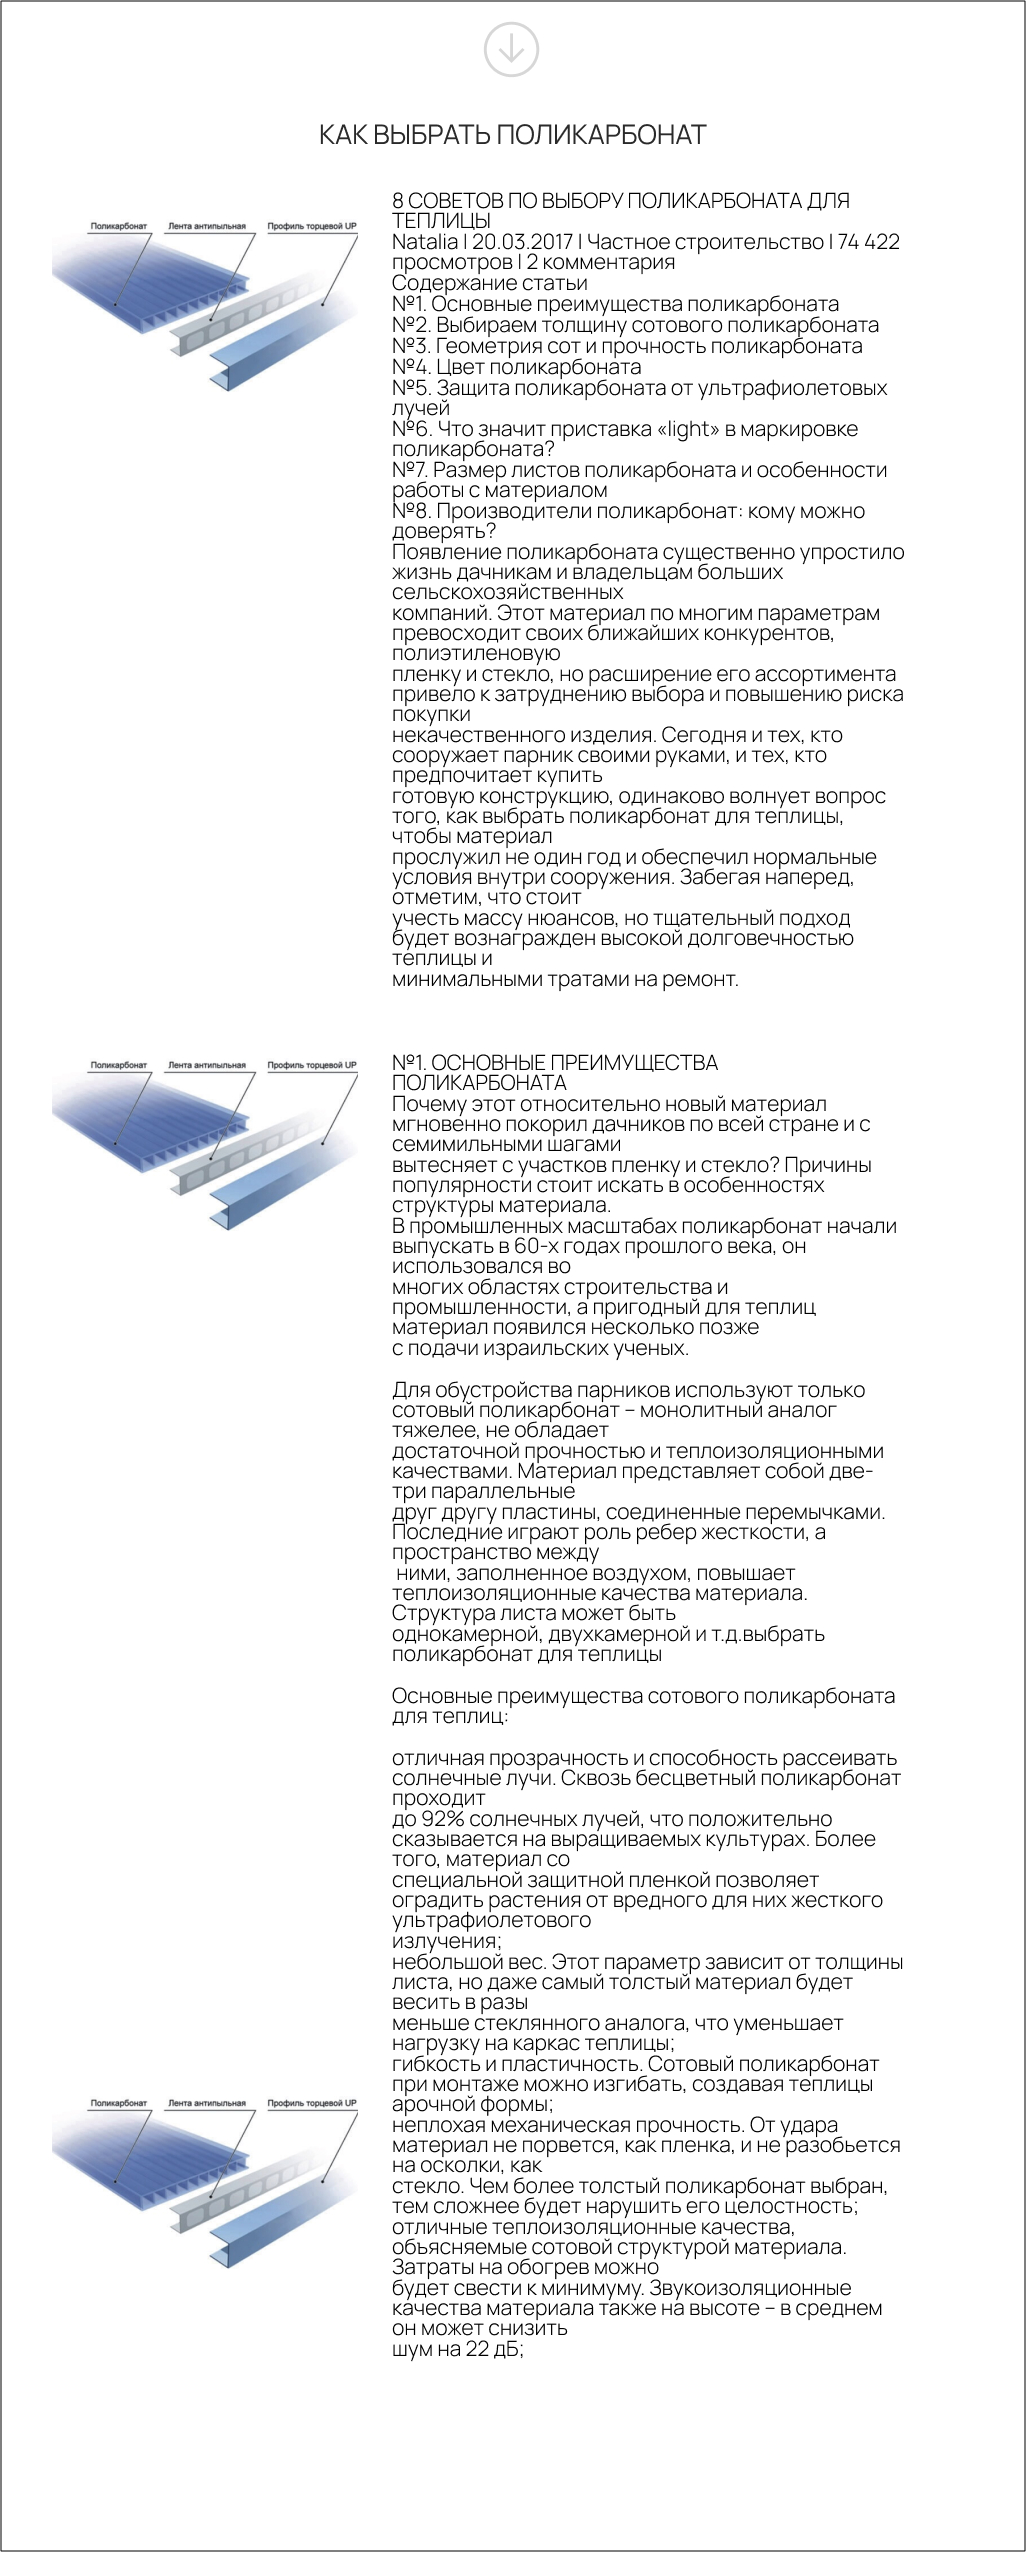 КАК ВЫБРАТЬ ПОЛИКАРБОНАТ
Поликарбонат
Лента антипыльная
Профиль торцевой UP
8 СОВЕТОВ ПО ВЫБОРУ ПОЛИКАРБОНАТА ДЛЯ
ТЕПЛИЦЫ
Natalia | 20.03.2017 | Частное строительство | 74 422
просмотров | 2 комментария
Содержание статьи
№1. Основные преимущества поликарбоната
№2. Выбираем толщину сотового поликарбоната
№3. Геометрия сот и прочность поликарбоната
№4. Цвет поликарбоната
№5. Защита поликарбоната от ультрафиолетовых
лучей
№6. Что значит приставка «light» в маркировке
поликарбоната?
№7. Размер листов поликарбоната и особенности
работы с материалом
№8. Производители поликарбонат: кому можно
доверять?
Появление поликарбоната существенно упростило
жизнь дачникам и владельцам больших
сельскохозяйственных
компаний. Этот материал по многим параметрам
превосходит своих ближайших конкурентов,
полиэтиленовую
пленку и стекло, но расширение его ассортимента
привело к затруднению выбора и повышению риска
покупки
некачественного изделия. Сегодня и тех, кто
сооружает парник своими руками, и тех, кто
предпочитает купить
готовую конструкцию, одинаково волнует вопрос
того, как выбрать поликарбонат для теплицы,
чтобы материал
прослужил не один год и обеспечил нормальные
условия внутри сооружения. Забегая наперед,
отметим, что стоит
учесть массу нюансов, но тщательный подход
будет вознагражден высокой долговечностью
теплицы и
минимальными тратами на ремонт.
Поликарбонат
Лента антипыльная
Профиль торцевой UP
№1. ОСНОВНЫЕ ПРЕИМУЩЕСТВА
ПОЛИКАРБОНАТА
Почему этот относительно новый материал
мгновенно покорил дачников по всей стране и с
семимильными шагами
вытесняет с участков пленку и стекло? Причины
популярности стоит искать в особенностях
структуры материала.
В промышленных масштабах поликарбонат начали
выпускать в 60-х годах прошлого века, он
использовался во
многих областях строительства и
промышленности, а пригодный для теплиц
материал появился несколько позже
с подачи израильских ученых.
Для обустройства парников используют только
сотовый поликарбонат – монолитный аналог
тяжелее, не обладает
достаточной прочностью и теплоизоляционными
качествами. Материал представляет собой две-
три параллельные
друг другу пластины, соединенные перемычками.
Последние играют роль ребер жесткости, а
пространство между
ними, заполненное воздухом, повышает
теплоизоляционные качества материала.
Структура листа может быть
однокамерной, двухкамерной и т.д.выбрать
поликарбонат для теплицы
Основные преимущества сотового поликарбоната
для теплиц:
отличная прозрачность и способность рассеивать
солнечные лучи. Сквозь бесцветный поликарбонат
проходит
до 92% солнечных лучей, что положительно
сказывается на выращиваемых культурах. Более
того, материал со
специальной защитной пленкой позволяет
оградить растения от вредного для них жесткого
ультрафиолетового
излучения;
небольшой вес. Этот параметр зависит от толщины
листа, но даже самый толстый материал будет
весить в разы
меньше стеклянного аналога, что уменьшает
нагрузку на каркас теплицы;
гибкость и пластичность. Сотовый поликарбонат
при монтаже можно изгибать, создавая теплицы
арочной формы;
неплохая механическая прочность. От удара
материал не порвется, как пленка, и не разобьется
на осколки, как
стекло. Чем более толстый поликарбонат выбран,
тем сложнее будет нарушить его целостность;
отличные теплоизоляционные качества,
объясняемые сотовой структурой материала.
Затраты на обогрев можно
будет свести к минимуму. Звукоизоляционные
качества материала также на высоте – в среднем
он может снизить
шум на 22 дБ;
Поликарбонат
Лента антипыльная
Профиль торцевой UP